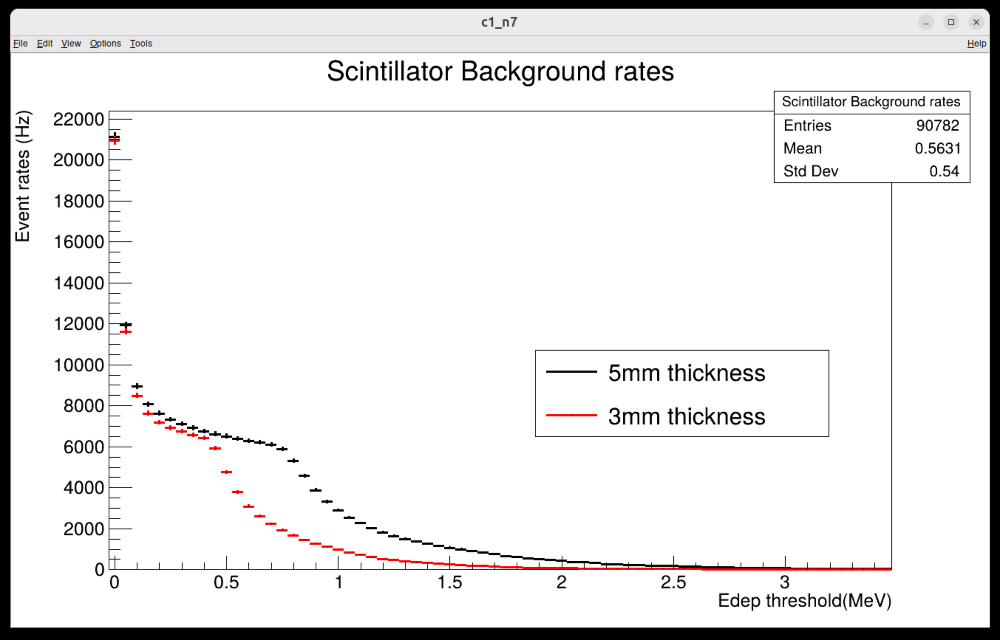 c1_n7
File Edit View Options Tools Help
Scintillator Background rates
Scintillator Background rates
Entries 90782
Mean 0.5631
Std Dev 0.54
Event rates (Hz)
22000
20000
18000
16000
14000
12000
10000
8000
6000
4000
2000
0
5mm thickness
3mm thickness
0 0.5 1 1.5 2 2.5 3
Edep threshold(MeV)